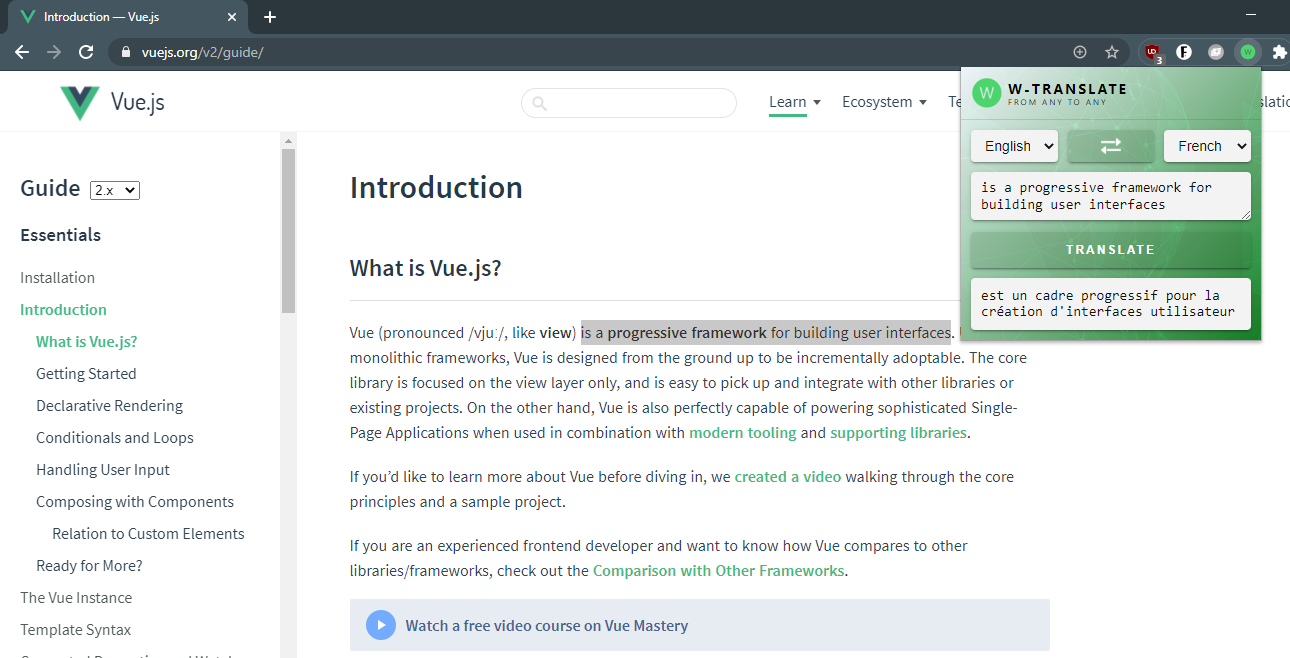 Introduction — Vue.js
vuejs.org/v2/guide/
3
W
Vue.js
Learn
Ecosystem
W
W-TRANSLATE
FROM ANY TO ANY
English
French
is a progressive framework for
building user interfaces
TRANSLATE
est un cadre progressif pour la
création d'interfaces utilisateur
Guide
2.x
Essentials
Installation
Introduction
What is Vue.js?
Getting Started
Declarative Rendering
Conditionals and Loops
Handling User Input
Composing with Components
Relation to Custom Elements
Ready for More?
The Vue Instance
Template Syntax
Introduction
What is Vue.js?
Vue (pronounced /vjuː/, like view) is a progressive framework for building user interfaces.
monolithic frameworks, Vue is designed from the ground up to be incrementally adoptable. The core
library is focused on the view layer only, and is easy to pick up and integrate with other libraries or
existing projects. On the other hand, Vue is also perfectly capable of powering sophisticated Single-
Page Applications when used in combination with modern tooling and supporting libraries.
If you’d like to learn more about Vue before diving in, we created a video walking through the core
principles and a sample project.
If you are an experienced frontend developer and want to know how Vue compares to other
libraries/frameworks, check out the Comparison with Other Frameworks.
Watch a free video course on Vue Mastery